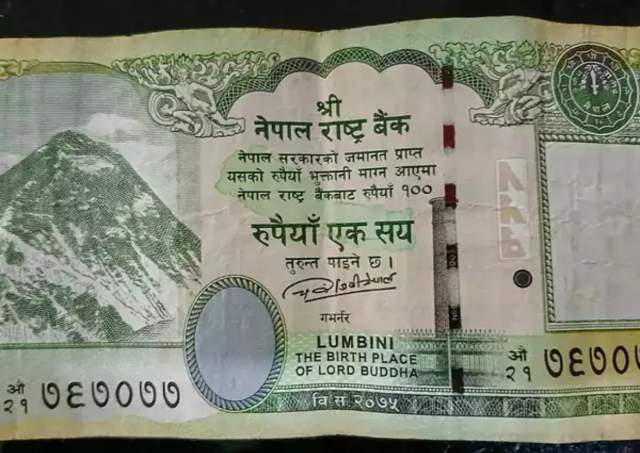 श्री
नेपाल राष्ट्र बैंक
नेपाल सरकारको जमानत प्राप्त
यसको रुपैयाँ भुक्तानी माग्न आएमा
नेपाल राष्ट्र बैंकबाट रुपैयाँ १००
रुपैयाँ एक सय
तुरुन्त पाइने छ।
गभर्नर
LUMBINI
THE BIRTH PLACE
OF LORD BUDDHA
वि सं २०७५
औ
२१ ७६७०७७
औ
२१ ७६७०